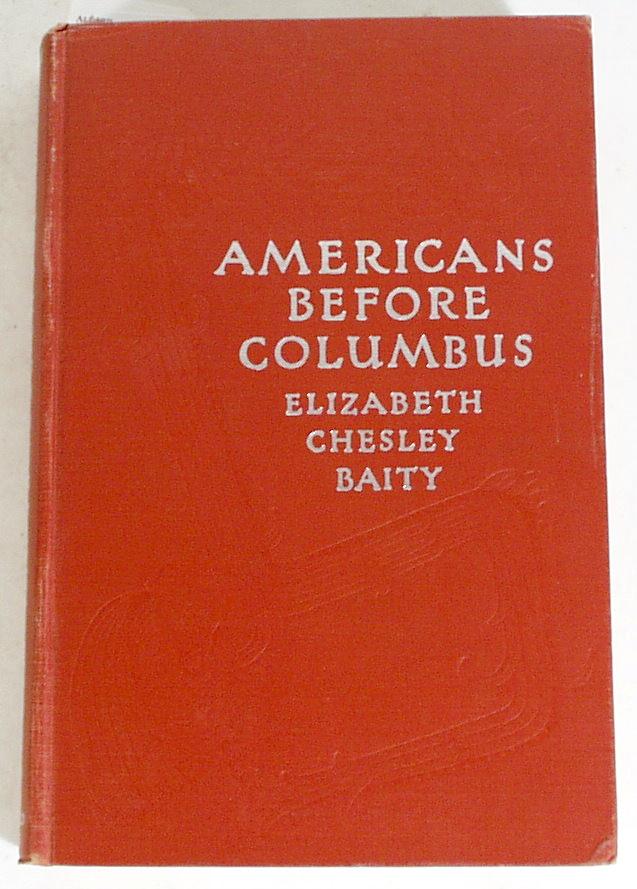 AMERICANS
BEFORE
COLUMBUS
ELIZABETH
CHESLEY
BAITY